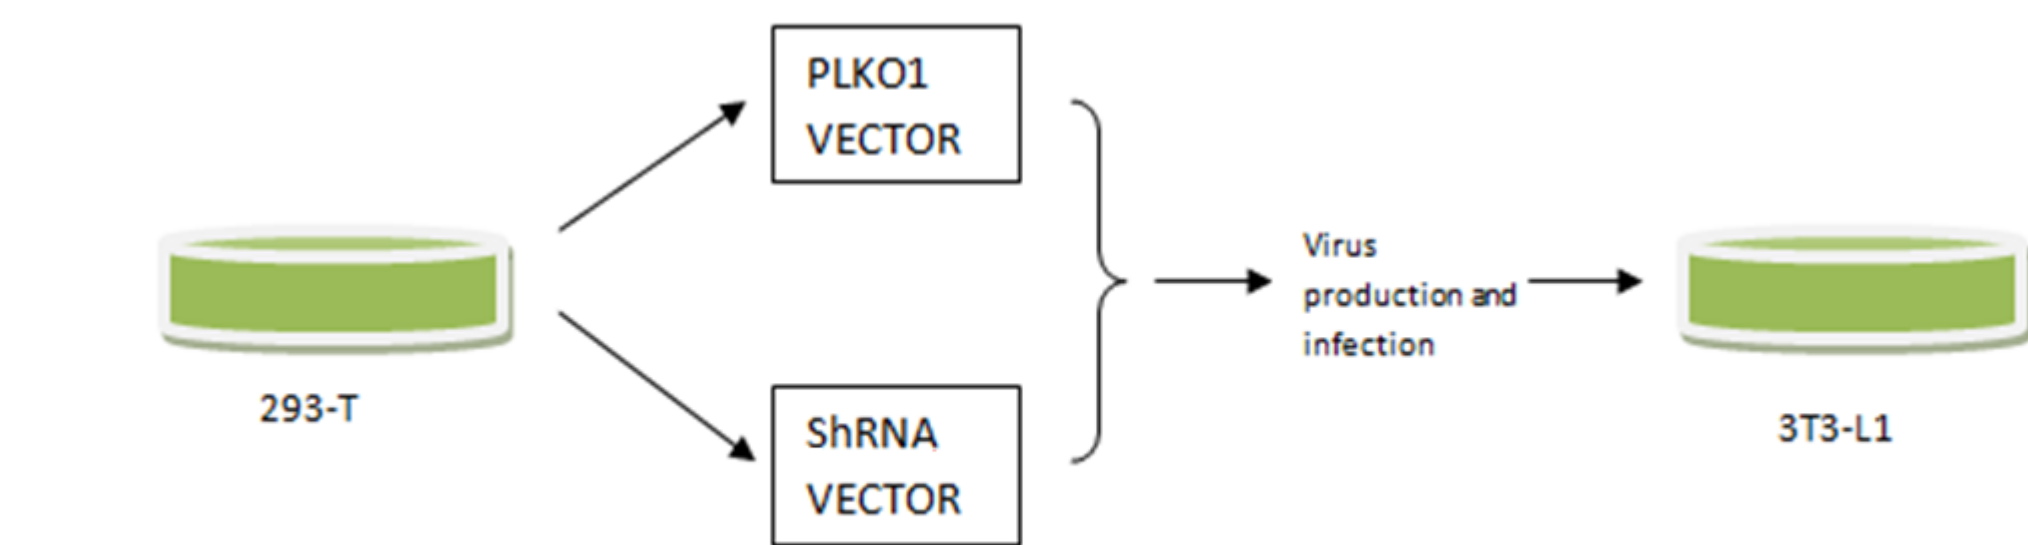 PLKO1
VECTOR
293-T
ShRNA
VECTOR
Virus
production and
infection
3T3-L1